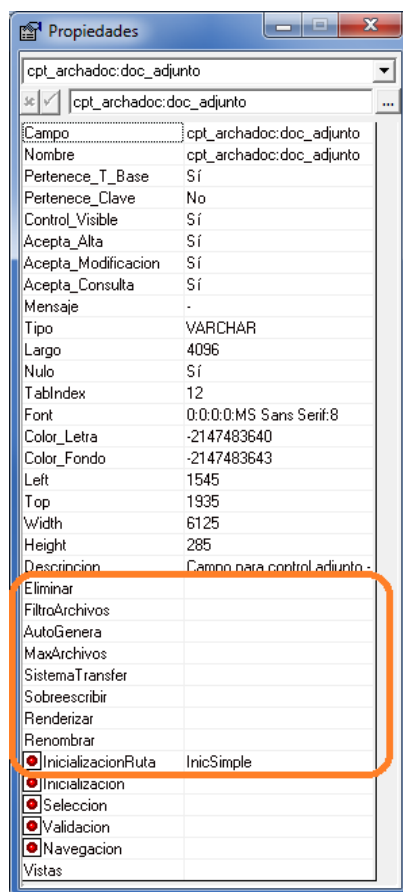 Propiedades
cpt_archadoc:doc_adjunto
cpt_archadoc:doc_adjunto ...
Campo cpt_archadoc:doc_adjunto
Nombre cpt_archadoc:doc_adjunto
Pertenece_T_Base Sí
Pertenece_Clave No
Control_Visible Sí
Acepta_Alta Sí
Acepta_Modificacion Sí
Acepta_Consulta Sí
Mensaje -
Tipo VARCHAR
Largo 4096
Nulo Sí
TabIndex 12
Font 0:0:0:0:MS Sans Serif:8
Color_Letra -2147483640
Color_Fondo -2147483643
Left 1545
Top 1935
Width 6125
Height 285
Descripcion Campo para control adjunto -
Eliminar
FiltroArchivos
AutoGenera
MaxArchivos
SistemaTransfer
Sobreescribir
Renderizar
Renombrar
InicializacionRuta InicSimple
Inicializacion
Seleccion
Validacion
Navegacion
Vistas